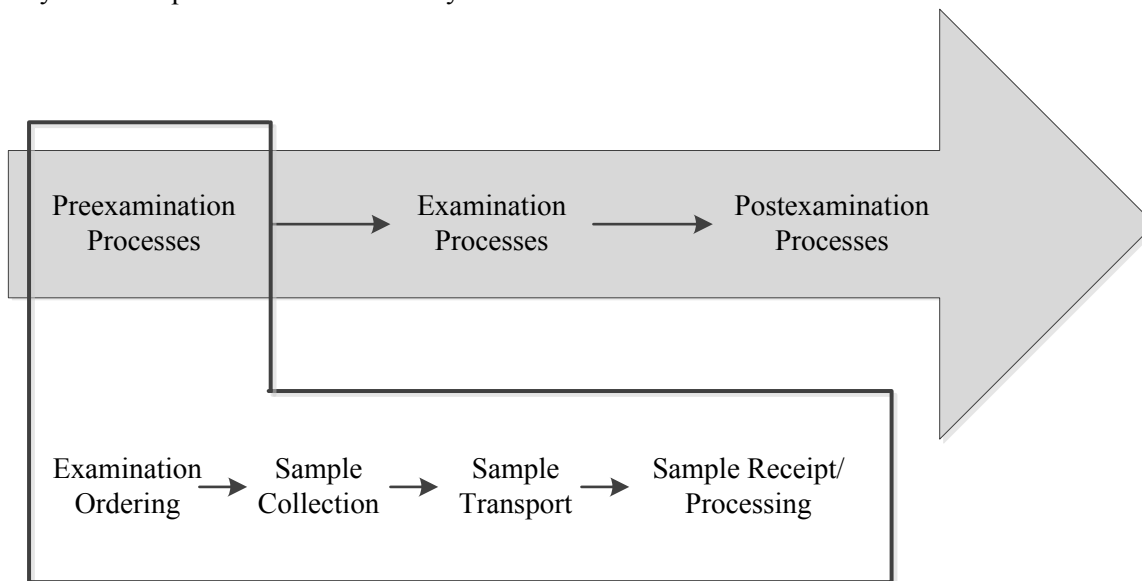 Preexamination
Processes
Examination
Processes
Postexamination
Processes
Examination
Ordering
Sample
Collection
Sample
Transport
Sample Receipt/
Processing